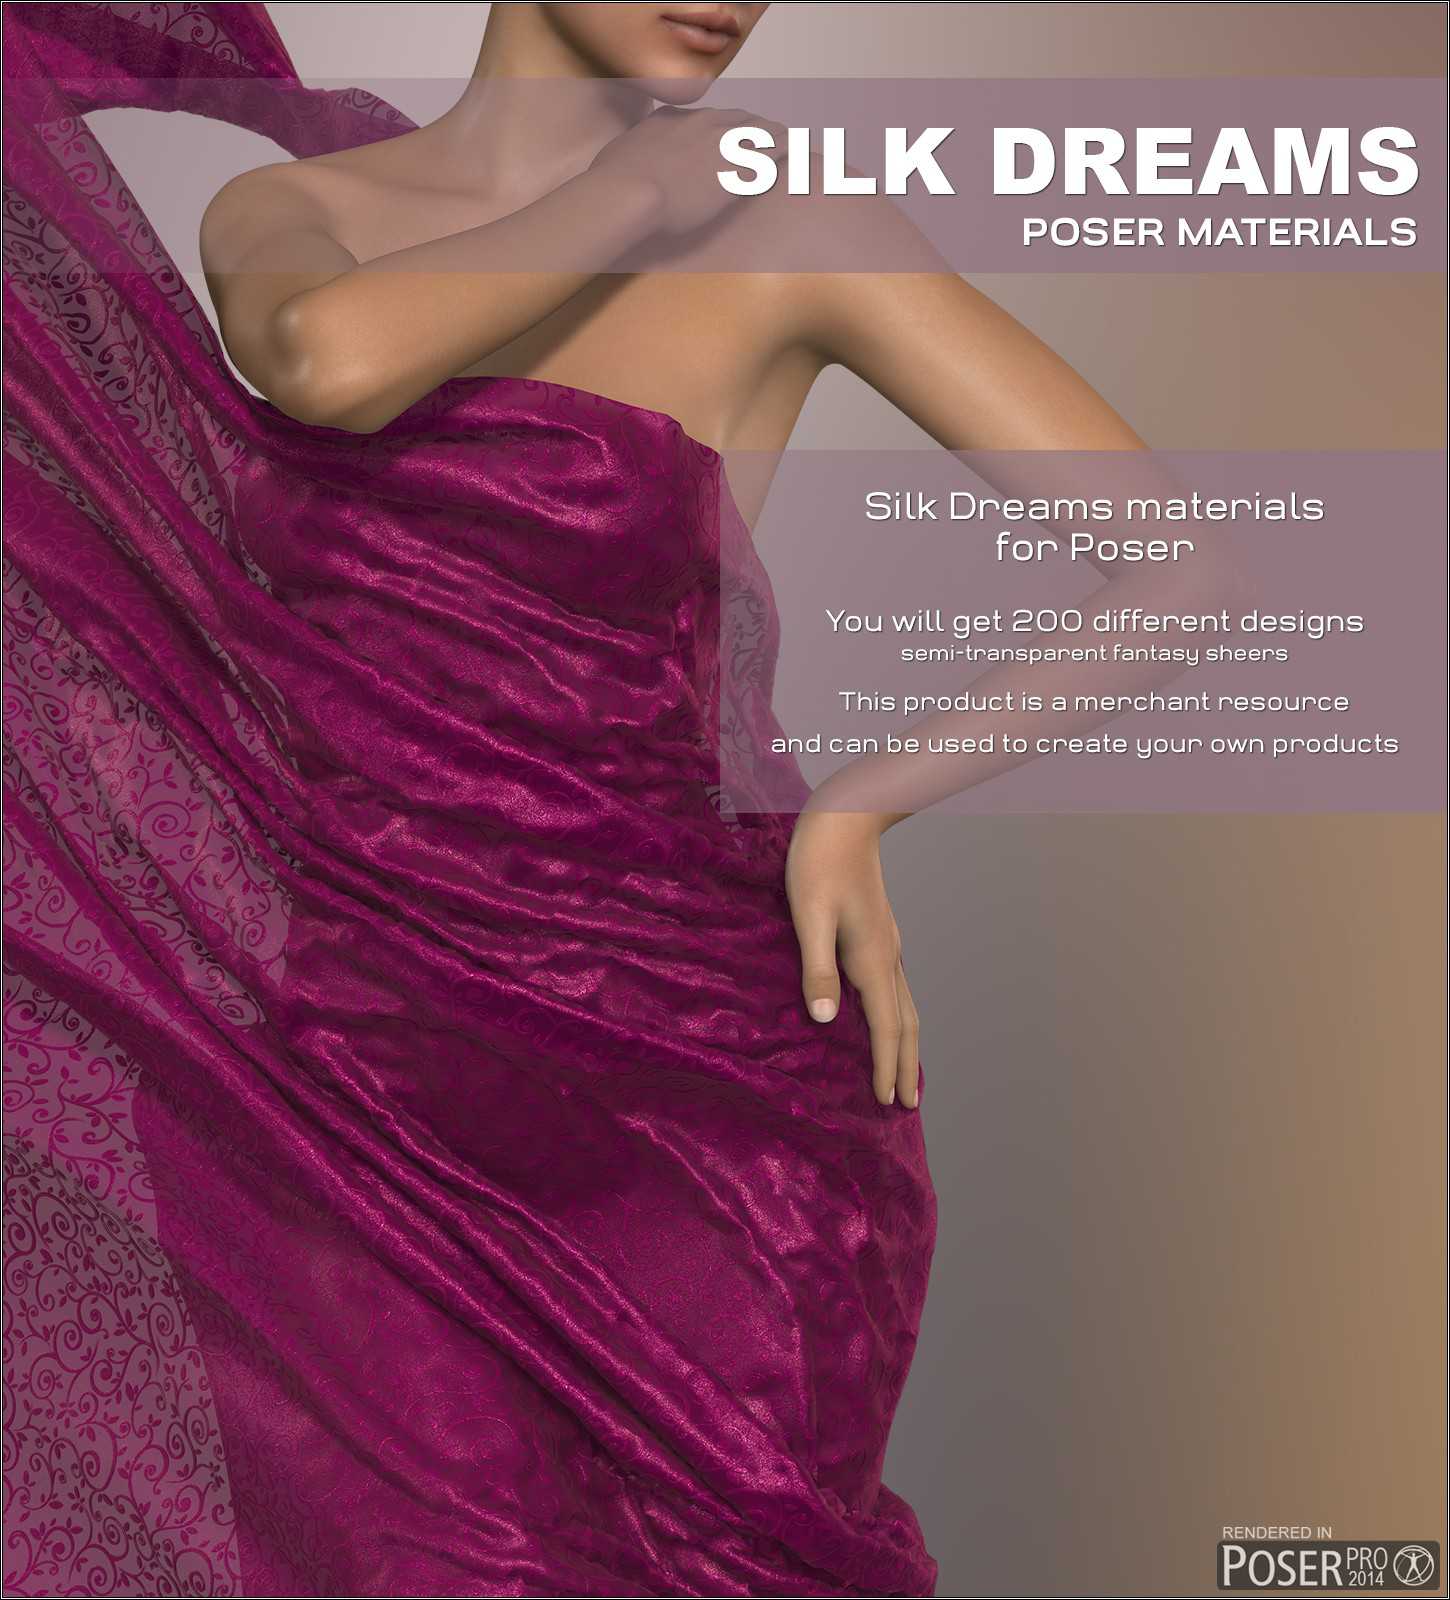 SILK DREAMS
POSER MATERIALS
Silk Dreams materials
for Poser
You will get 200 different designs
semi-transparent fantasy sheers
This product is a merchant resource
and can be used to create your own products
RENDERED IN
POSER PRO 2014